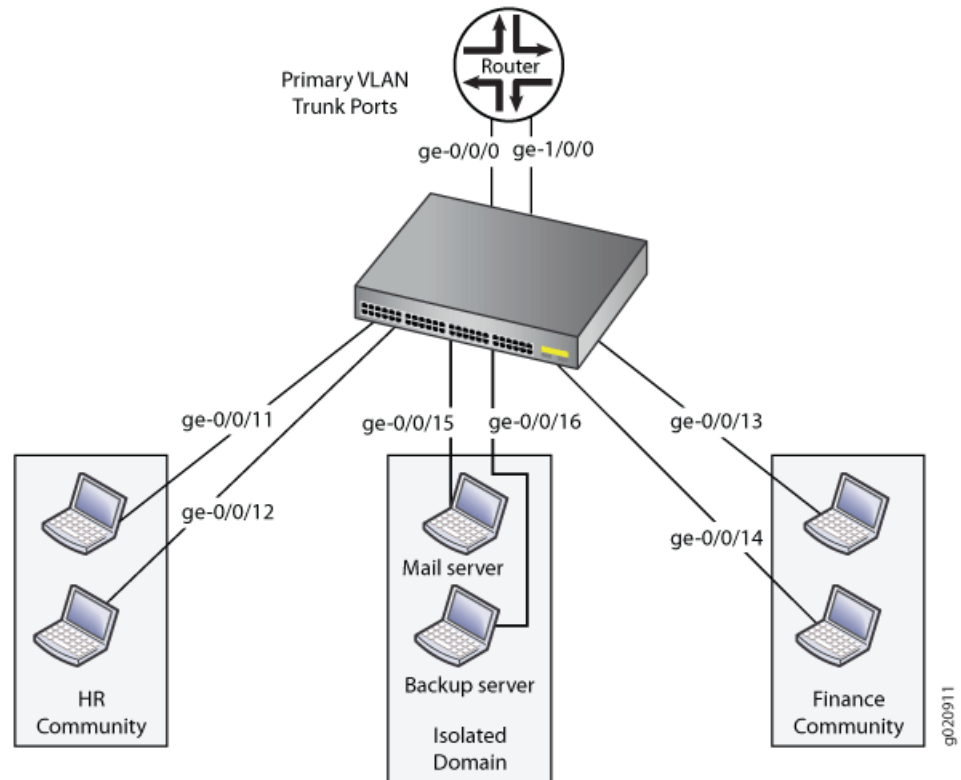 Router
Primary VLAN
Trunk Ports
ge-0/0/0
ge-1/0/0
ge-0/0/11
ge-0/0/15
ge-0/0/16
ge-0/0/13
ge-0/0/12
ge-0/0/14
Mail server
Backup server
HR
Community
Isolated
Domain
Finance
Community
g020911